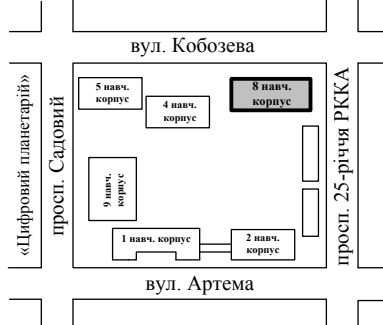 вул. Кобозева
5 навч.
корпус
4 навч.
корпус
8 навч.
корпус
«Цифровий планетарій»
просп. Садовий
9 навч.
корпус
просп. 25-річчя РККА
1 навч. корпус
2 навч.
корпус
вул. Артема